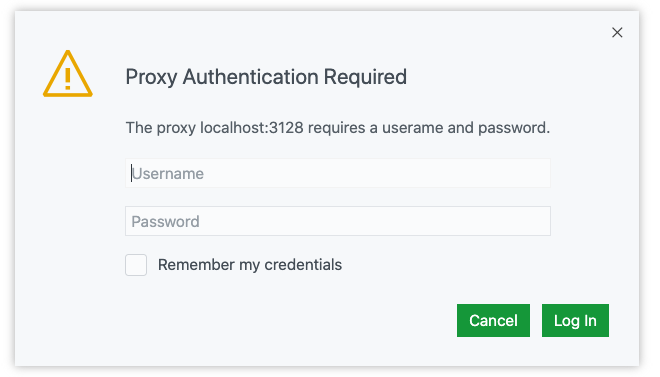 Proxy Authentication Required
The proxy localhost:3128 requires a userame and password.
Username
Password
Remember my credentials
Cancel Log In